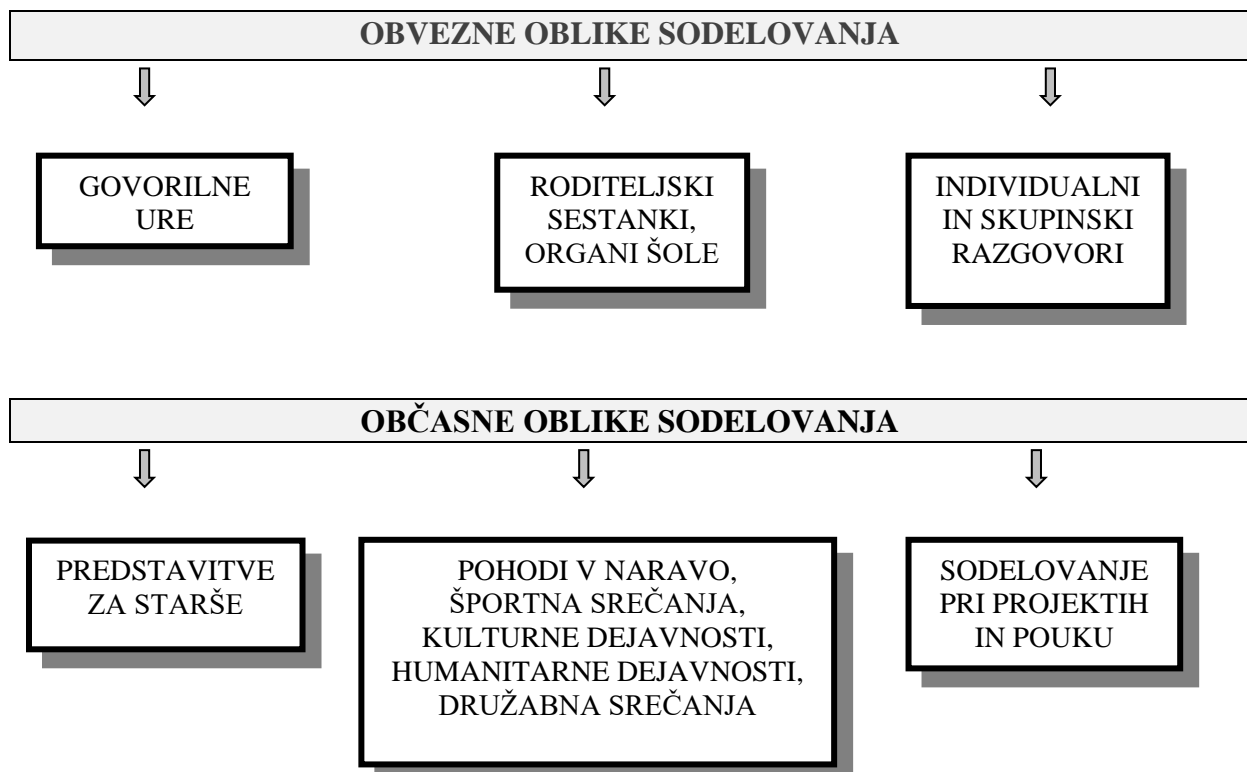 OBVEZNE OBLIKE SODELOVANJA
GOVORILNE
URE
RODITELJSKI
SESTANKI,
ORGANI ŠOLE
INDIVIDUALNI
IN SKUPINSKI
RAZGOVORI
OBČASNE OBLIKE SODELOVANJA
PREDSTAVITVE
ZA STARŠE
POHODI V NARAVO,
ŠPORTNA SREČANJA,
KULTURNE DEJAVNOSTI,
HUMANITARNE DEJAVNOSTI,
DRUŽABNA SREČANJA
SODELOVANJE
PRI PROJEKTIH
IN POUKU